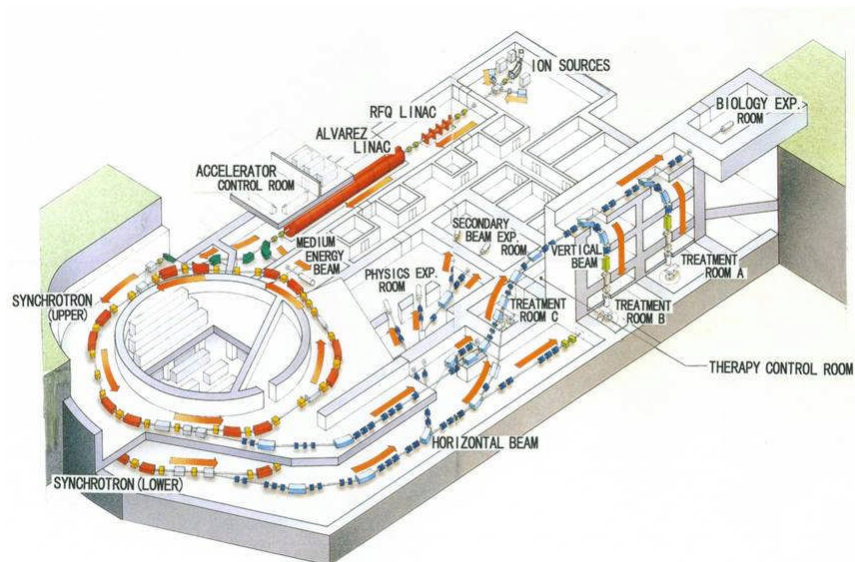 ION SOURCES
RFQ LINAC
ALVAREZ
LINAC
ACCELERATOR
CONTROL ROOM
BIOLOGY EXP.
ROOM
SECONDARY
BEAM EXP.
ROOM
MEDIUM
ENERGY
BEAM
PHYSICS EXP.
ROOM
VERTICAL
BEAM
TREATMENT
ROOM A
TREATMENT
ROOM B
TREATMENT
ROOM C
SYNCHROTRON
(UPPER)
THERAPY CONTROL ROOM
HORIZONTAL BEAM
SYNCHROTRON (LOWER)